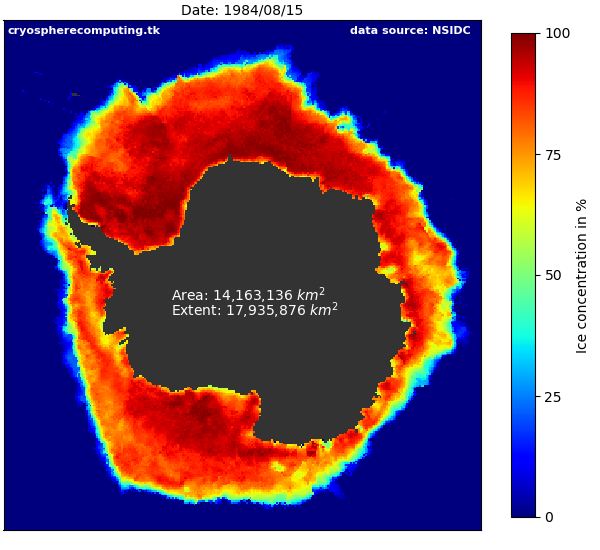 Date: 1984/08/15
cryospherecomputing.tk
data source: NSIDC
Area: 14,163,136 km²
Extent: 17,935,876 km²
100
75
50
25
0
Ice concentration in %